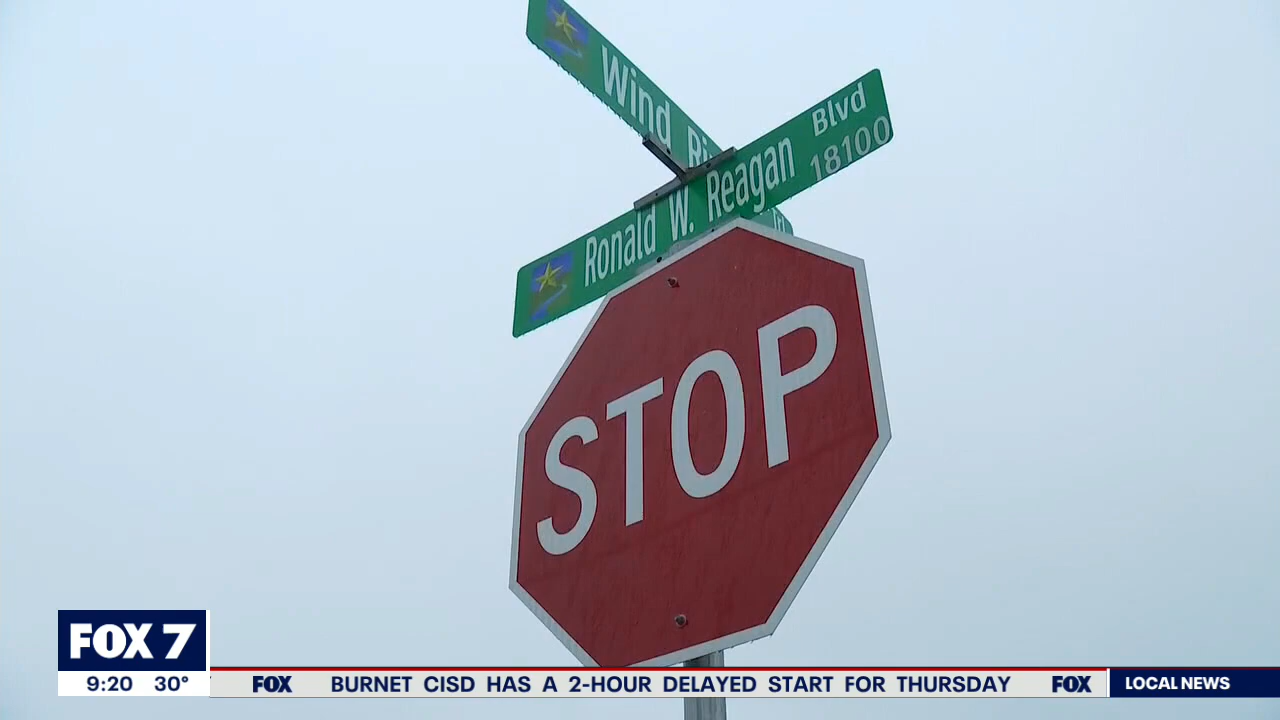 Wind
Blvd
Ronald W. Reagan 18100
Trl
STOP
FOX 7
9:20 30°
FOX BURNET CISD HAS A 2-HOUR DELAYED START FOR THURSDAY FOX LOCAL NEWS